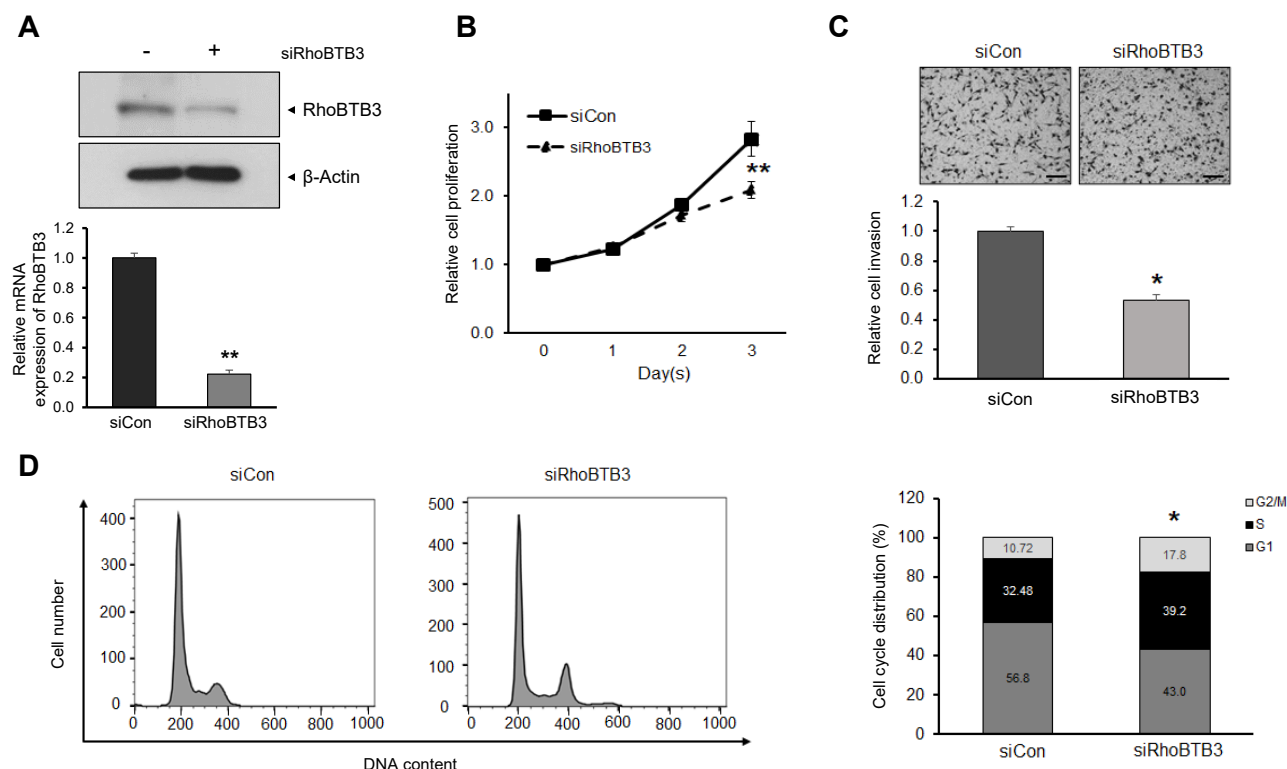 A
- + siRhoBTB3
RhoBTB3
β-Actin
Relative mRNA
expression of RhoBTB3
1.2
1.0
0.8
0.6
0.4
0.2
0.0
**
siCon siRhoBTB3
B
Relative cell proliferation
3.0
2.0
1.0
0.0
siCon
siRhoBTB3
**
0 1 2 3
Day(s)
C
siCon siRhoBTB3
Relative cell invasion
1.2
1.0
0.8
0.6
0.4
0.2
0.0
*
siCon siRhoBTB3
D
siCon
Cell number
400
300
200
100
0
0 200 400 600 800 1000
siRhoBTB3
500
400
300
200
100
0
0 200 400 600 800 1000
DNA content
Cell cycle distribution (%)
120
100
80
60
40
20
0
*
10.72
32.48
56.8
17.8
39.2
43.0
siCon siRhoBTB3
G2/M
S
G1